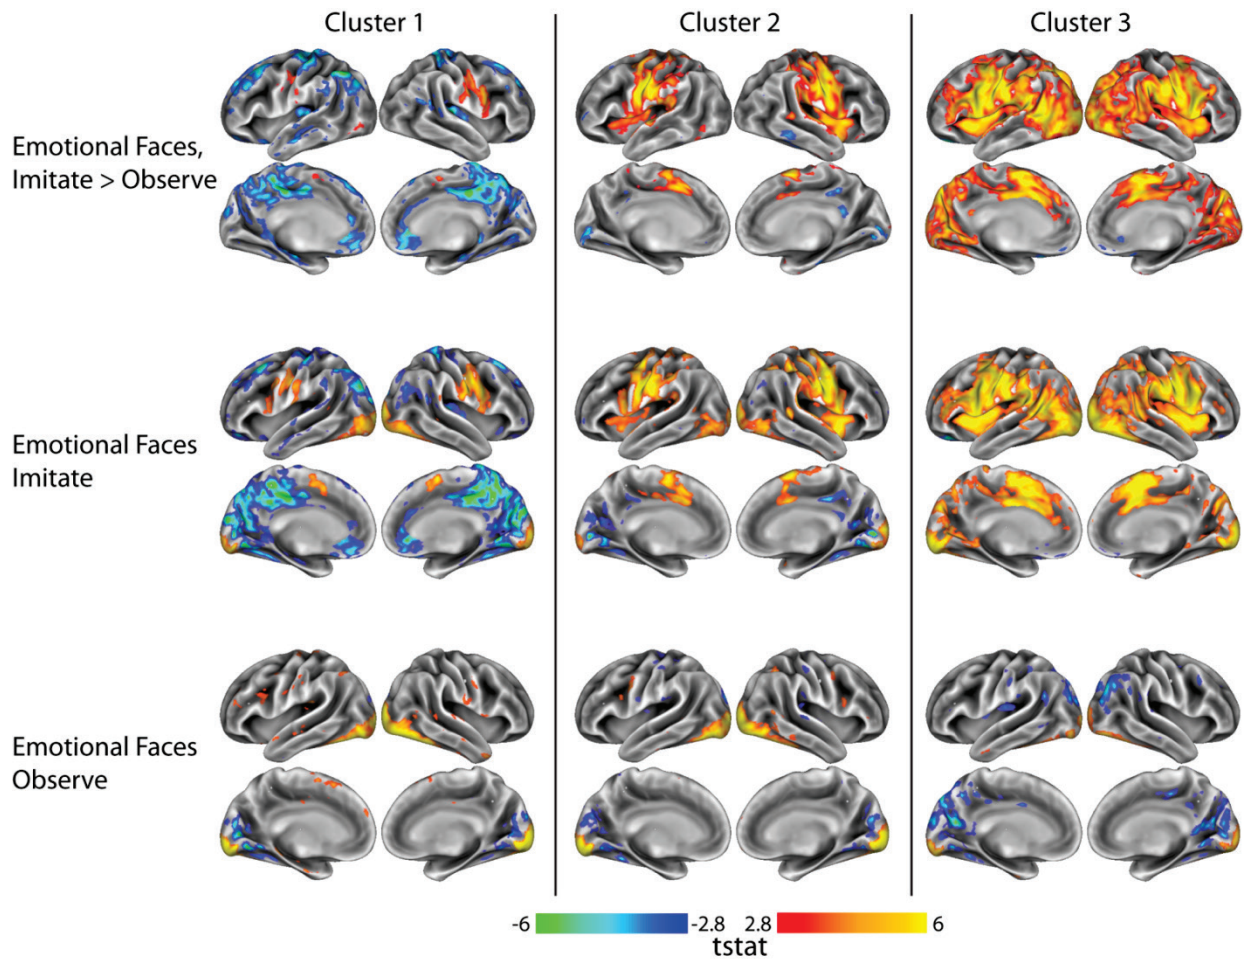 Cluster 1
Cluster 2
Cluster 3
Emotional Faces,
Imitate > Observe
Emotional Faces
Imitate
Emotional Faces
Observe
-6
-2.8
2.8
6
tstat